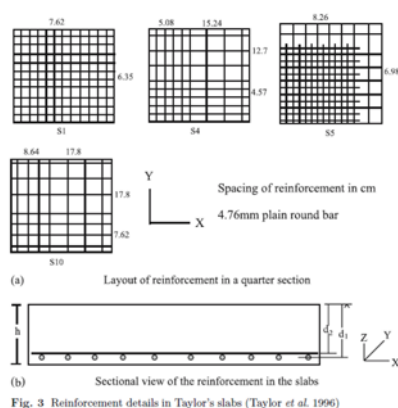 7.62
6.35
S1
5.08 15.24
12.7
4.57
S4
8.26
6.98
S5
8.64 17.8
17.8
7.62
S10
Y
X
Spacing of reinforcement in cm
4.76mm plain round bar
(a) Layout of reinforcement in a quarter section
h
d₂ d₁
Z Y
X
(b) Sectional view of the reinforcement in the slabs
Fig. 3 Reinforcement details in Taylor's slabs (Taylor et al. 1996)